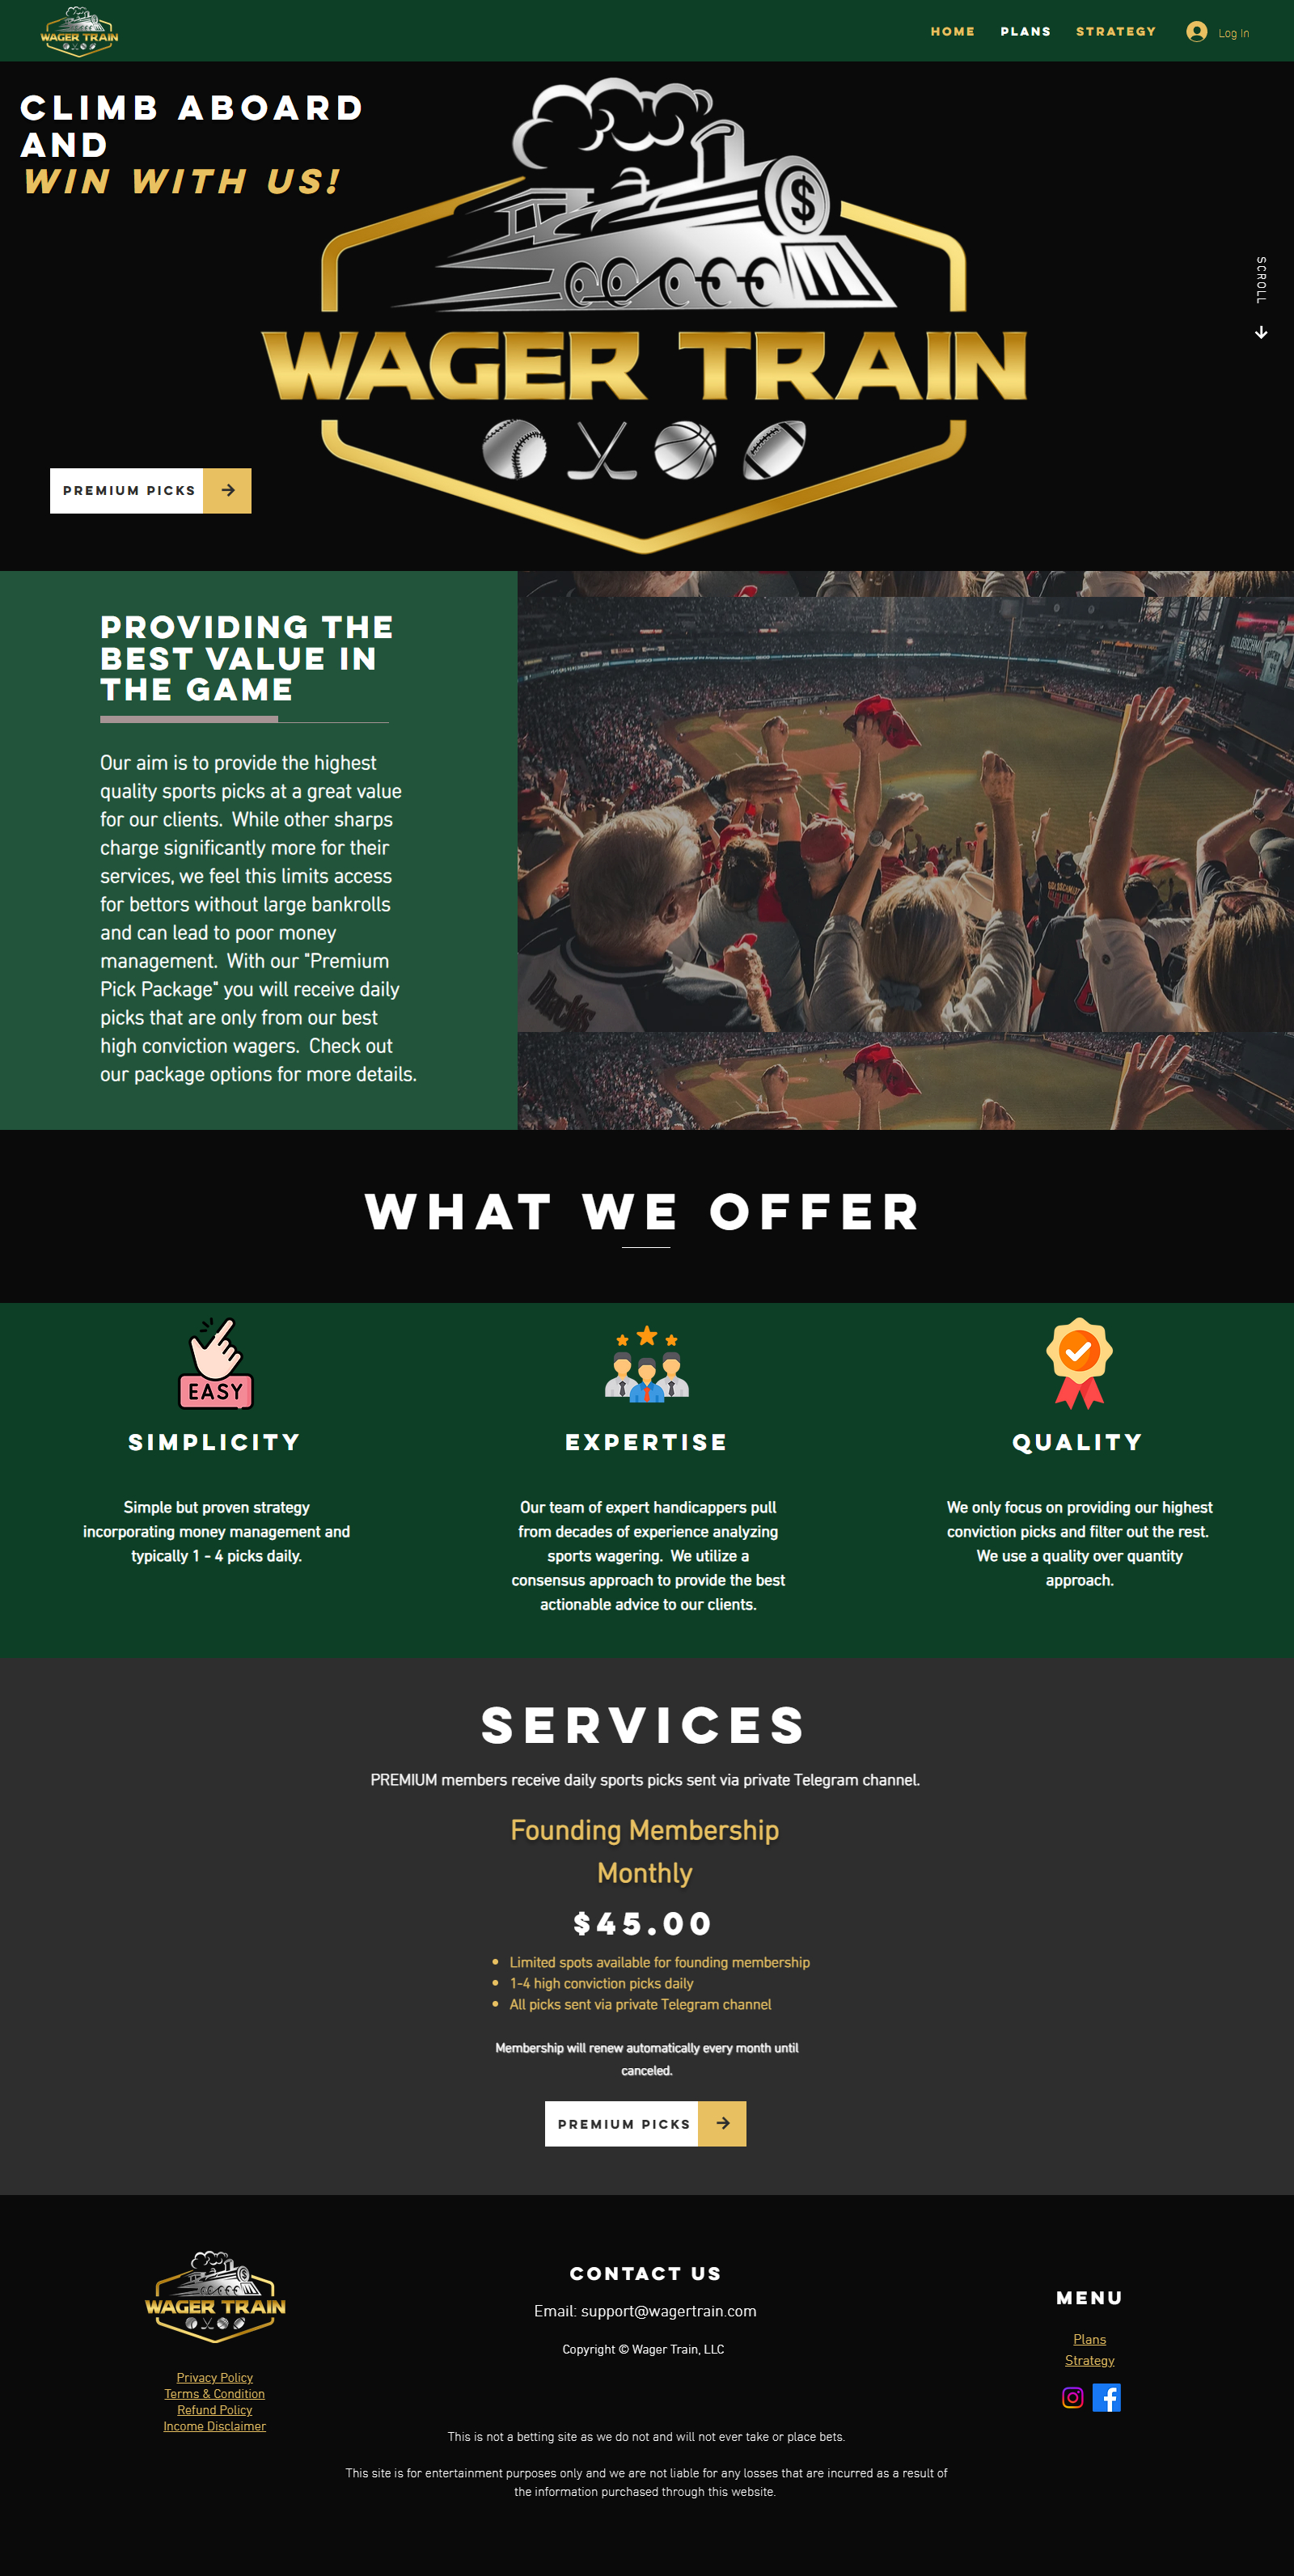 WAGER TRAIN
HOME
PLANS
STRATEGY
Log In
CLIMB ABOARD
AND
WIN WITH US!
$
WAGER TRAIN
SCROLL
PREMIUM PICKS
PROVIDING THE
BEST VALUE IN
THE GAME
Our aim is to provide the highest
quality sports picks at a great value
for our clients.  While other sharps
charge significantly more for their
services, we feel this limits access
for bettors without large bankrolls
and can lead to poor money
management.  With our "Premium
Pick Package" you will receive daily
picks that are only from our best
high conviction wagers.  Check out
our package options for more details.
WHAT WE OFFER
EASY
SIMPLICITY
Simple but proven strategy
incorporating money management and
typically 1 - 4 picks daily.
EXPERTISE
Our team of expert handicappers pull
from decades of experience analyzing
sports wagering.  We utilize a
consensus approach to provide the best
actionable advice to our clients.
QUALITY
We only focus on providing our highest
conviction picks and filter out the rest.
We use a quality over quantity
approach.
SERVICES
PREMIUM members receive daily sports picks sent via private Telegram channel.
Founding Membership
Monthly
$45.00
• Limited spots available for founding membership
• 1-4 high conviction picks daily
• All picks sent via private Telegram channel
Membership will renew automatically every month until
canceled.
PREMIUM PICKS
WAGER TRAIN
Privacy Policy
Terms & Condition
Refund Policy
Income Disclaimer
CONTACT US
Email: support@wagertrain.com
Copyright © Wager Train, LLC
MENU
Plans
Strategy
This is not a betting site as we do not and will not ever take or place bets.
This site is for entertainment purposes only and we are not liable for any losses that are incurred as a result of
the information purchased through this website.